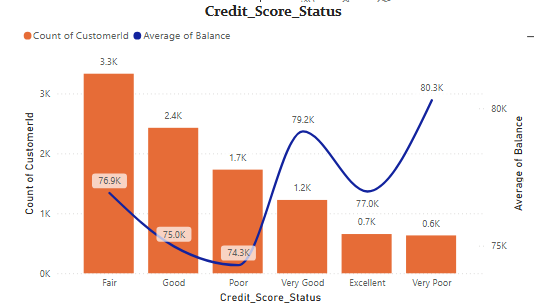 Credit_Score_Status
Count of CustomerId Average of Balance
3.3K
3K
2.4K
80.3K
80K
79.2K
2K
1.7K
76.9K
1.2K
77.0K
1K
75.0K
0.7K
0.6K
74.3K
75K
0K
Fair Good Poor Very Good Excellent Very Poor
Credit_Score_Status
Count of CustomerId
Average of Balance